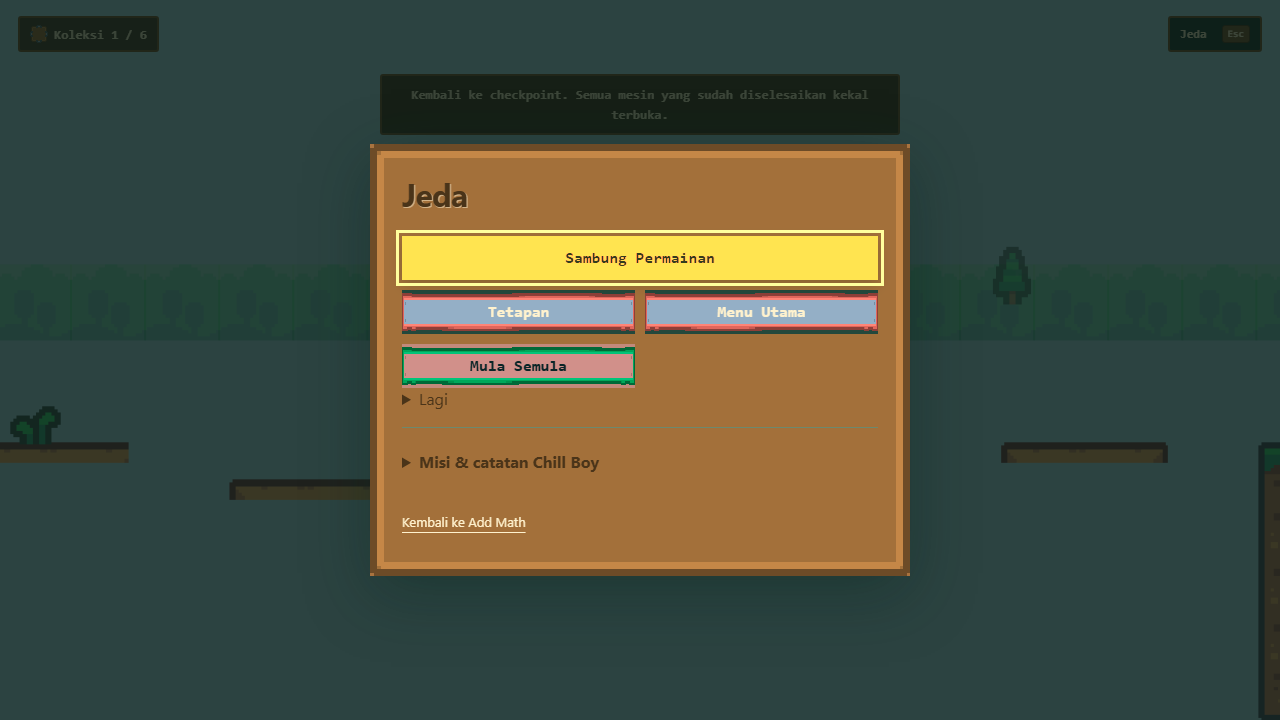 Koleksi 1 / 6
Jeda Esc
Kembali ke checkpoint. Semua mesin yang sudah diselesaikan kekal
terbuka.
Jeda
Sambung Permainan
Tetapan
Menu Utama
Mula Semula
Lagi
Misi & catatan Chill Boy
Kembali ke Add Math